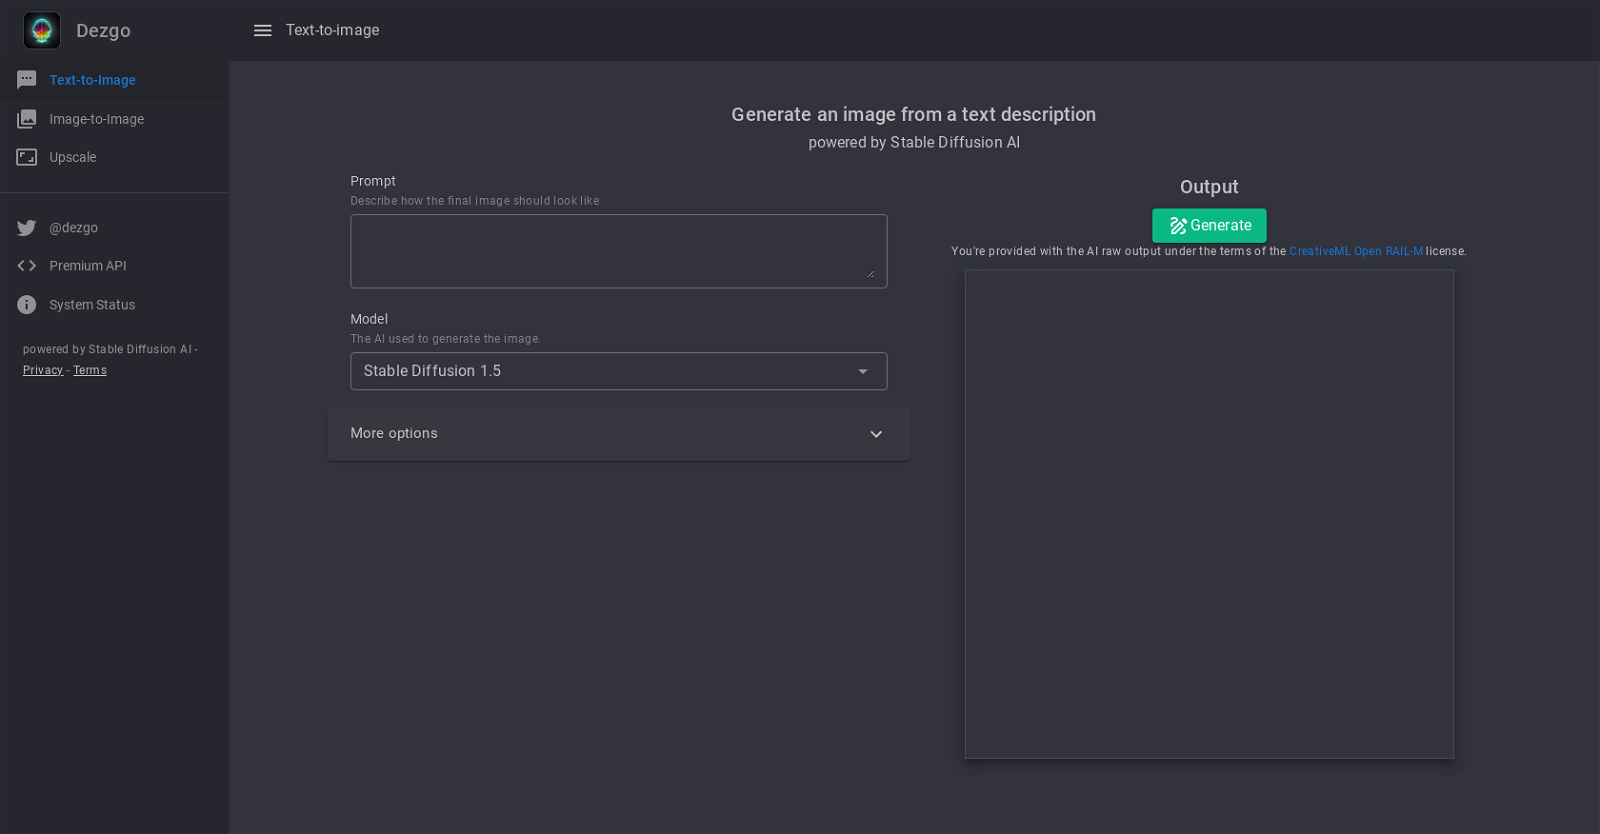 Dezgo
Text-to-image
Text-to-Image
Image-to-Image
Upscale
@dezgo
Premium API
System Status
powered by Stable Diffusion AI -
Privacy - Terms
Generate an image from a text description
powered by Stable Diffusion AI
Prompt
Describe how the final image should look like
Model
The AI used to generate the image.
Stable Diffusion 1.5
More options
Output
Generate
You're provided with the AI raw output under the terms of the CreativeML Open RAIL-M license.